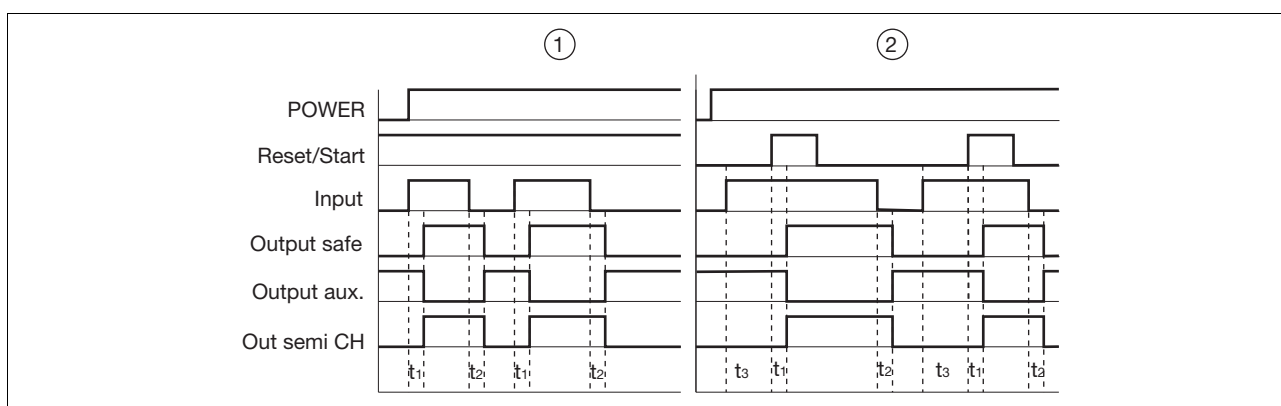 1 2
POWER
Reset/Start
Input
Output safe
Output aux.
Out semi CH
t1 t2 t1 t2 t3 t1 t2 t3 t1 t2